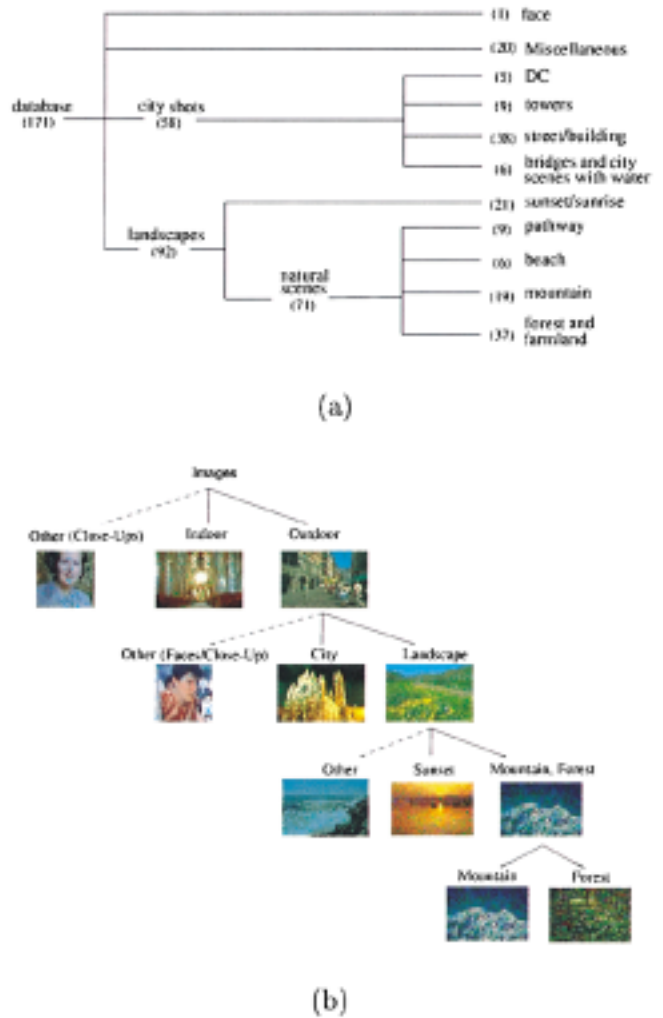 (1) face
(20) Miscellaneous
(5) DC
database
(171)
city shots
(58)
(9) towers
(38) street/building
(6) bridges and city
scenes with water
(21) sunset/sunrise
landscapes
(92)
(9) pathway
(6) beach
natural
scenes
(71)
(19) mountain
(37) forest and
farmland
(a)
Images
Other (Close-Ups) Indoor Outdoor
Other (Faces/Close-Up) City Landscape
Other Sunset Mountain, Forest
Mountain Forest
(b)